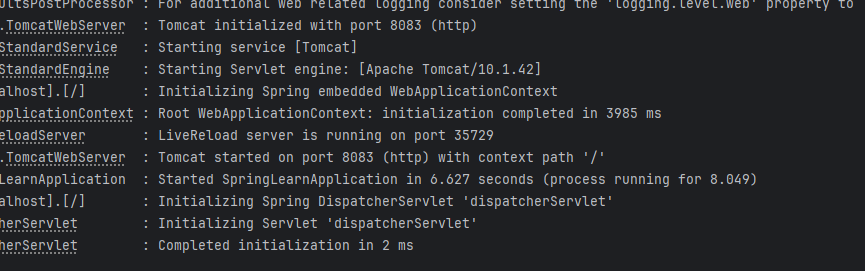 ultsPostProcessor : For additional web related logging consider setting the 'logging.level.web' property to
.TomcatWebServer : Tomcat initialized with port 8083 (http)
StandardService : Starting service [Tomcat]
StandardEngine : Starting Servlet engine: [Apache Tomcat/10.1.42]
alhost].[/] : Initializing Spring embedded WebApplicationContext
pplicationContext : Root WebApplicationContext: initialization completed in 3985 ms
eloadServer : LiveReload server is running on port 35729
.TomcatWebServer : Tomcat started on port 8083 (http) with context path '/'
LearnApplication : Started SpringLearnApplication in 6.627 seconds (process running for 8.049)
alhost].[/] : Initializing Spring DispatcherServlet 'dispatcherServlet'
herServlet : Initializing Servlet 'dispatcherServlet'
herServlet : Completed initialization in 2 ms